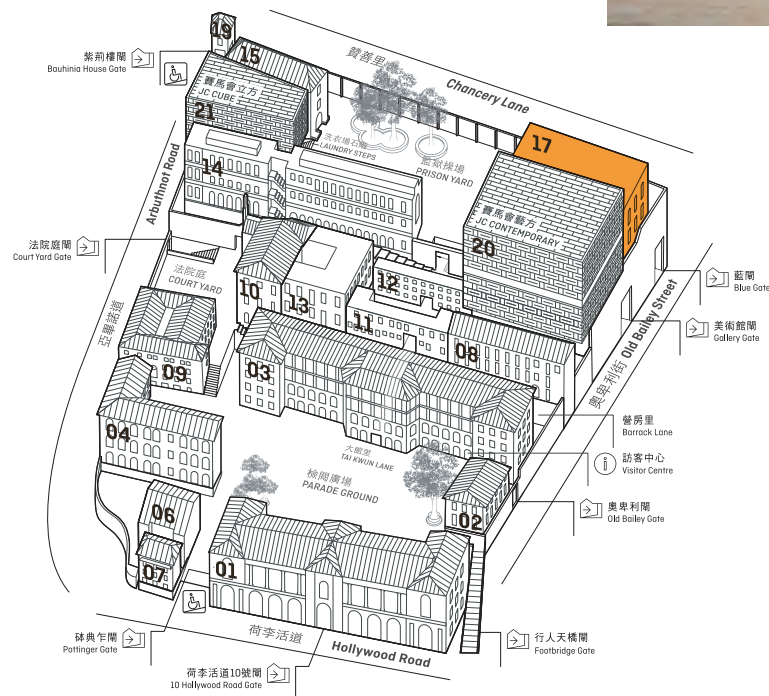 19
15
紫荊樓閘
Bauhinia House Gate
贊善里
Chancery Lane
賽馬會立方
JC CUBE
21
17
洗衣場石階
LAUNDRY STEPS
監獄操場
PRISON YARD
14
Arbuthnot Road
亞畢諾道
賽馬會藝方
JC CONTEMPORARY
20
法院庭閘
Court Yard Gate
法院庭
COURT YARD
10
13
12
11
08
藍閘
Blue Gate
美術館閘
Gallery Gate
奧卑利街 Old Bailey Street
09
03
營房里
Barrack Lane
大館里
TAI KWUN LANE
i
訪客中心
Visitor Centre
04
檢閱廣場
PARADE GROUND
02
奧卑利閘
Old Bailey Gate
06
07
01
荷李活道
Hollywood Road
砵典乍閘
Pottinger Gate
荷李活道10號閘
10 Hollywood Road Gate
行人天橋閘
Footbridge Gate